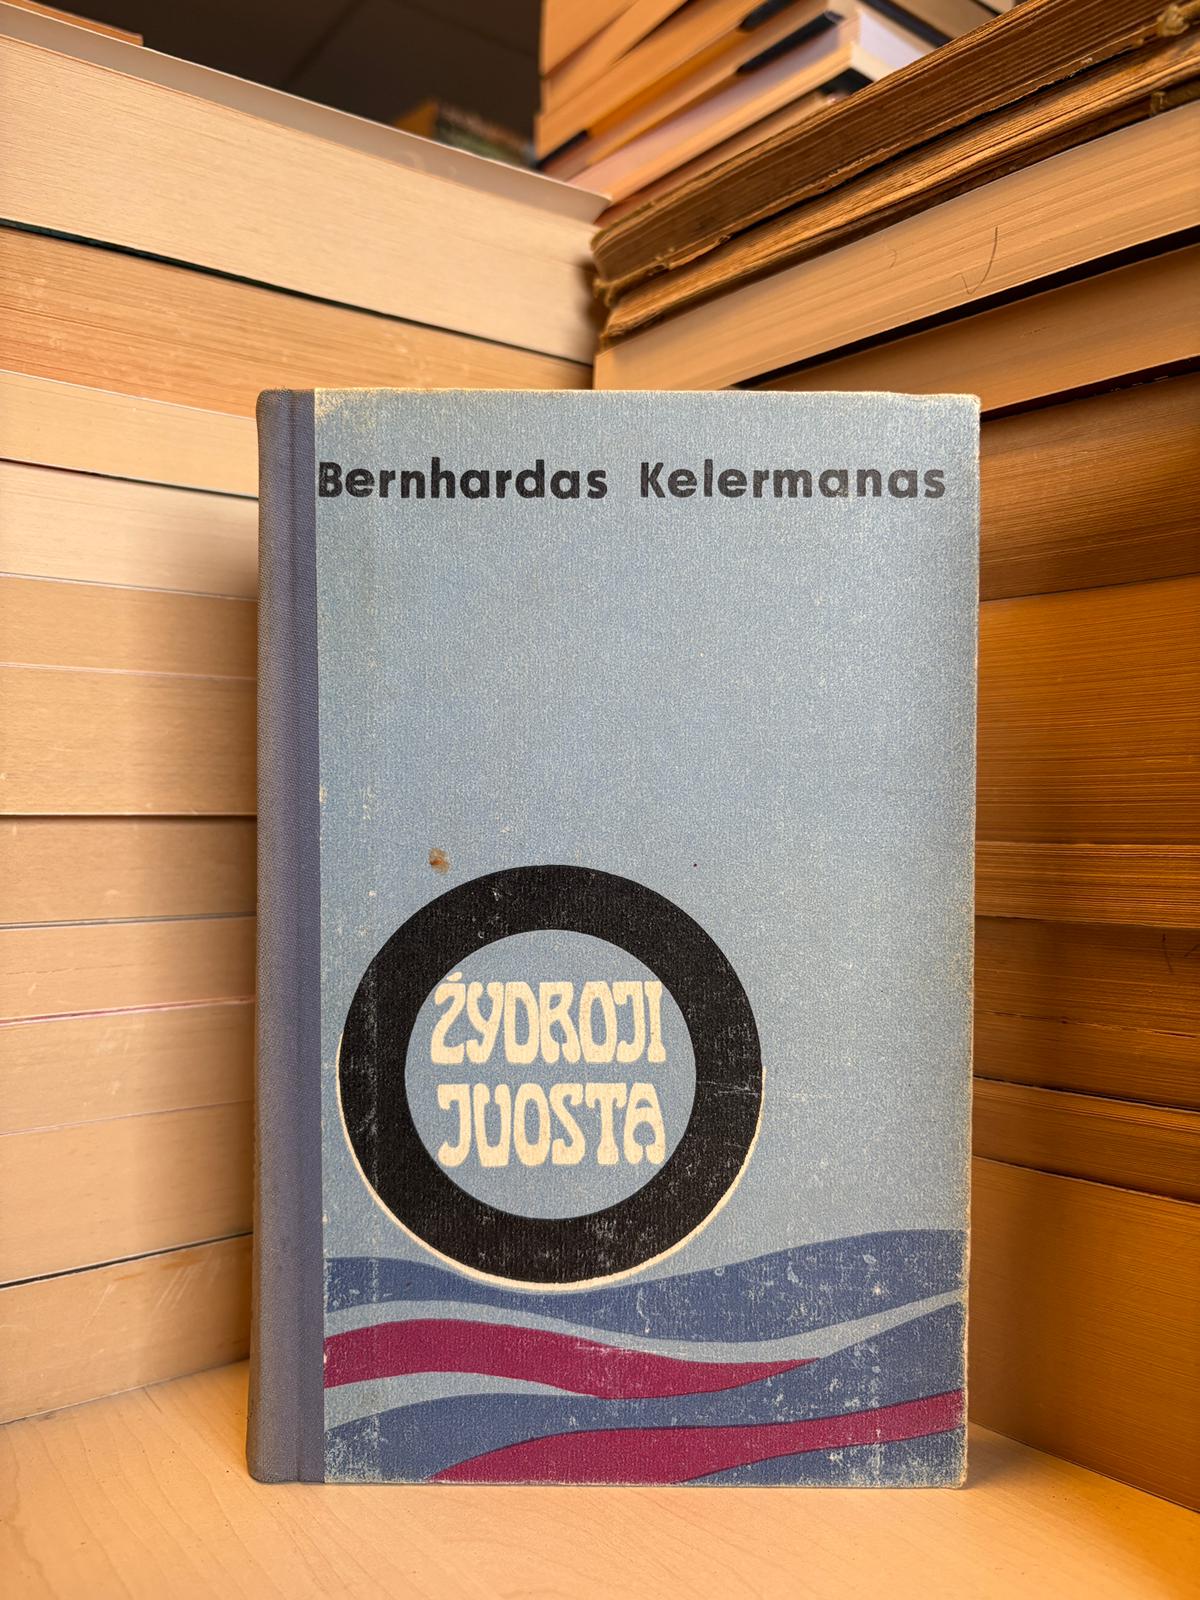 Bernhardas Kelermanas
ŽYDROJI
JUOSTA